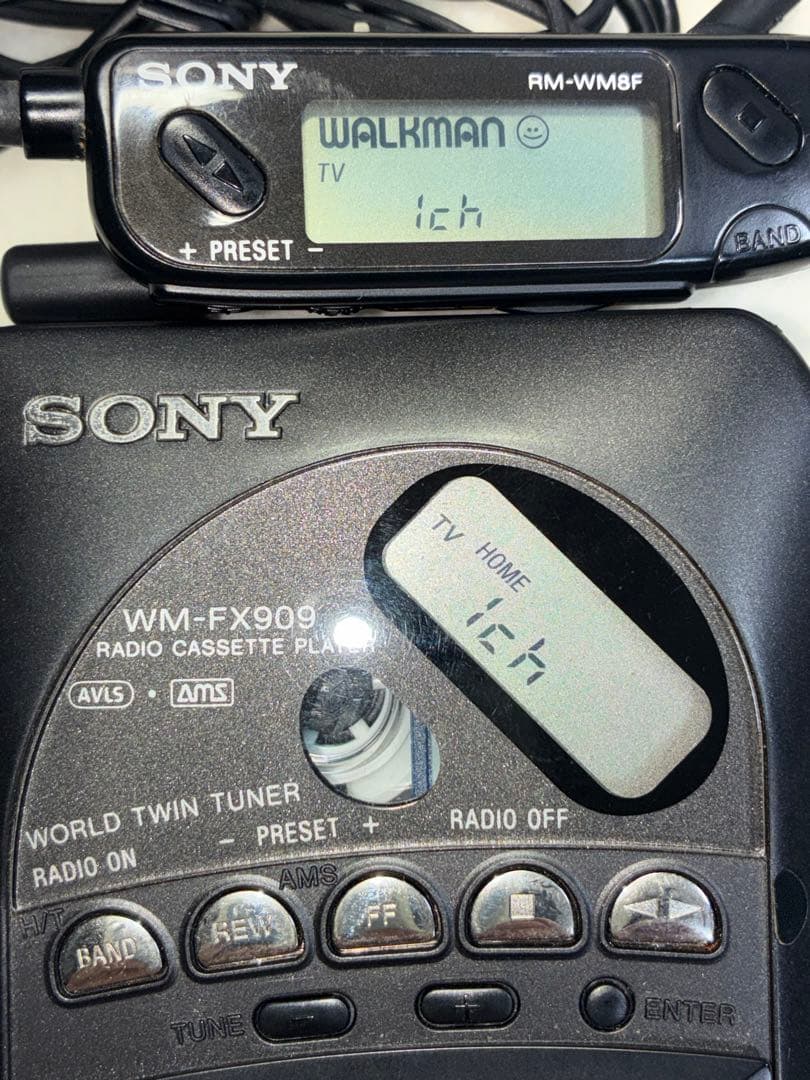 SONY
RM-WM8F
WALKMAN
TV
1ch
+ PRESET -
BAND
SONY
TV HOME
1ch
WM-FX909
RADIO CASSETTE PLAYER
AVLS · AMS
WORLD TWIN TUNER
- PRESET +
RADIO OFF
RADIO ON
AMS
H/T
BAND
REW
FF
TUNE
-
+
ENTER